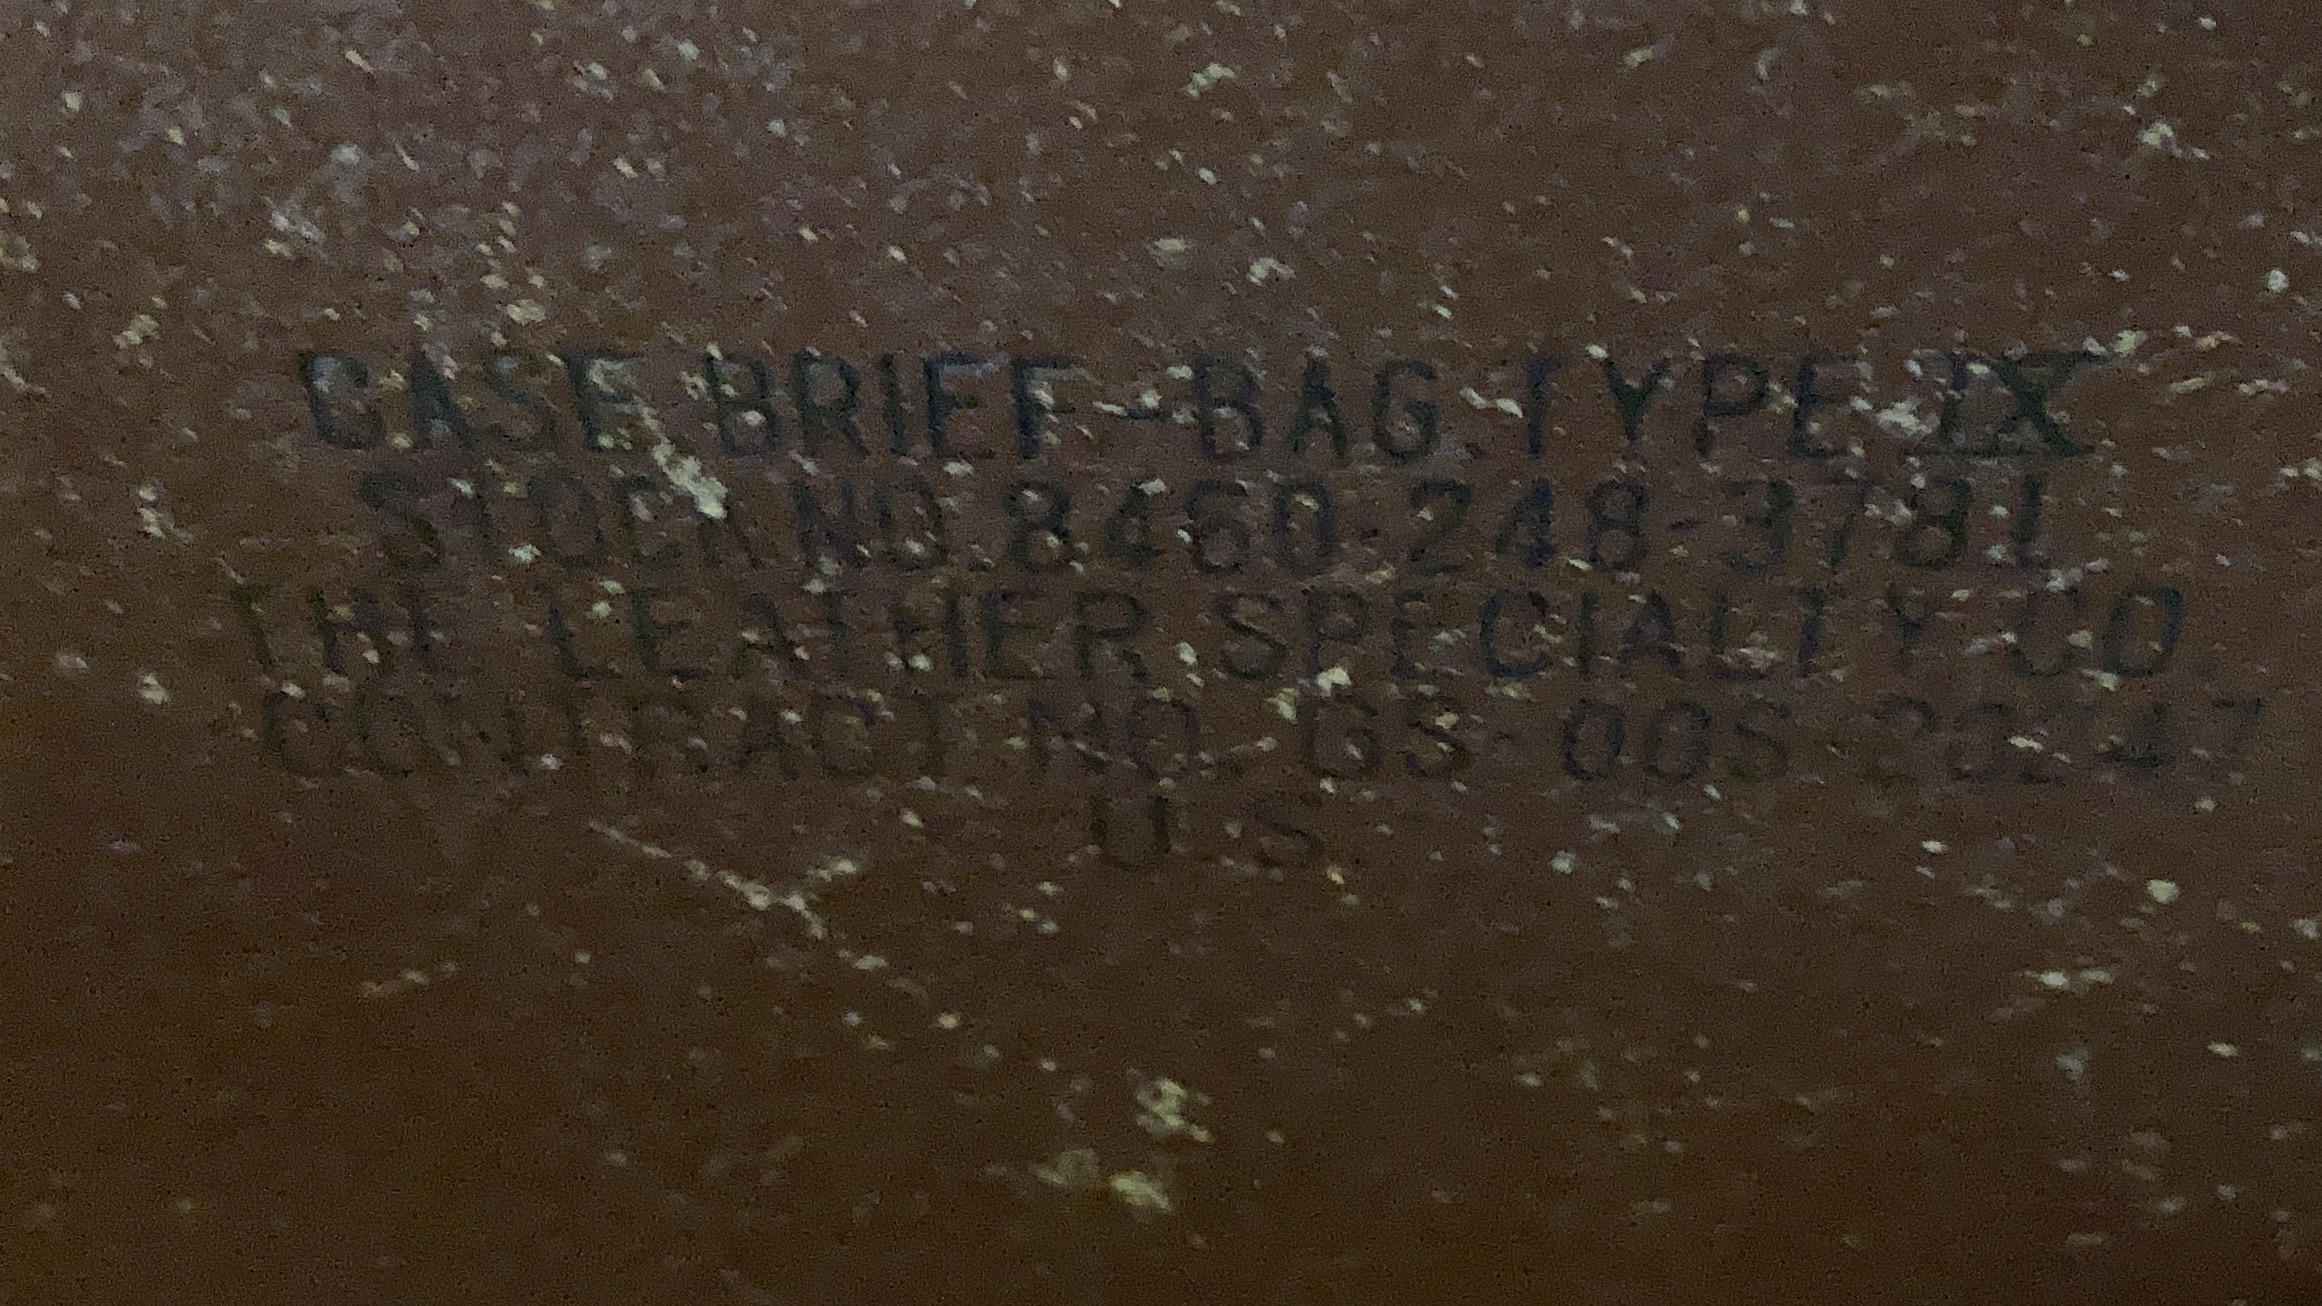 CASE BRIEF-BAG. TYPE IX
STOCK NO. 8460-248-3781
THE LEATHER SPECIALTY CO
CONTRACT NO. GS 00S
U S